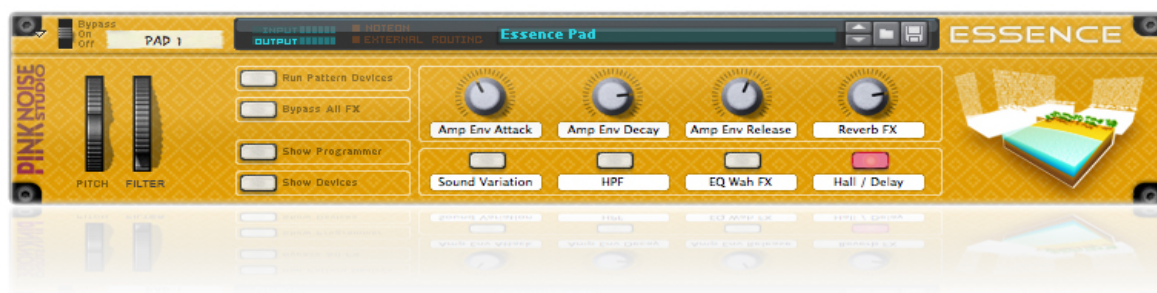 Bypass
On
Off
PAD 1
INPUT
OUTPUT
NOTEON
EXTERNAL ROUTING
Essence Pad
ESSENCE
PINKNOISE
STUDIO
PITCH
FILTER
Run Pattern Devices
Bypass All FX
Show Programmer
Show Devices
Amp Env Attack
Amp Env Decay
Amp Env Release
Reverb FX
Sound Variation
HPF
EQ Wah FX
Hall / Delay